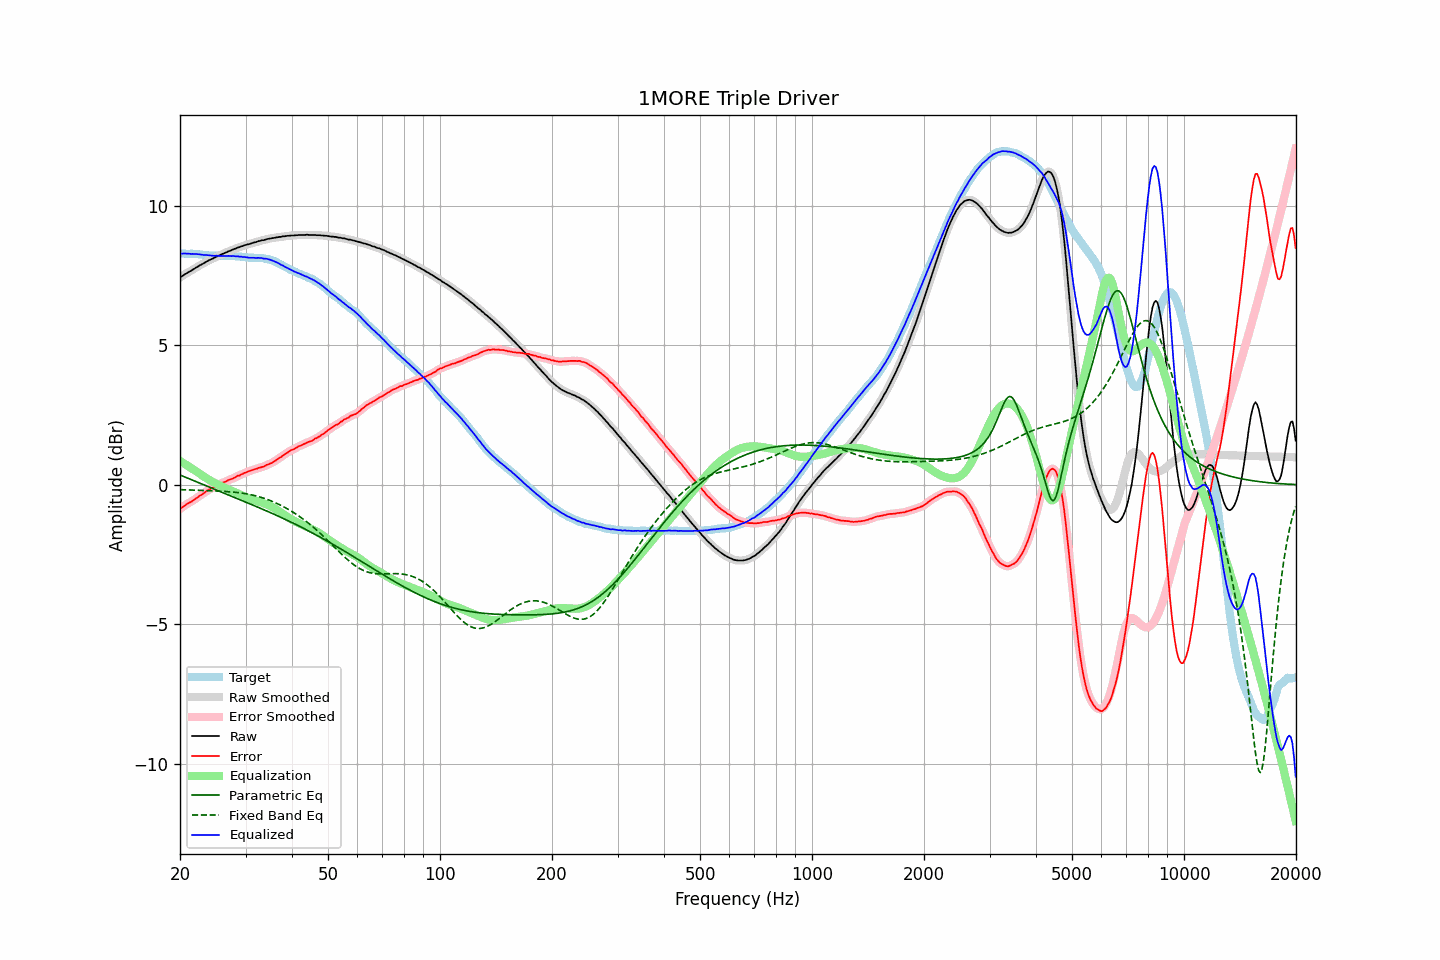 1MORE Triple Driver
Amplitude (dBr)
10
5
0
−5
−10
Target
Raw Smoothed
Error Smoothed
Raw
Error
Equalization
Parametric Eq
Fixed Band Eq
Equalized
20 50 100 200 500 1000 2000 5000 10000 20000
Frequency (Hz)